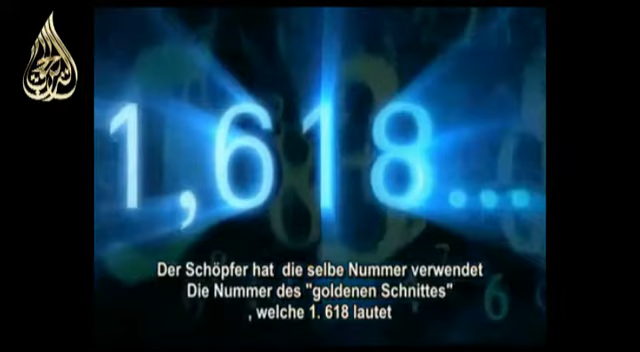 1,618...
Der Schöpfer hat die selbe Nummer verwendet
Die Nummer des "goldenen Schnittes"
, welche 1. 618 lautet